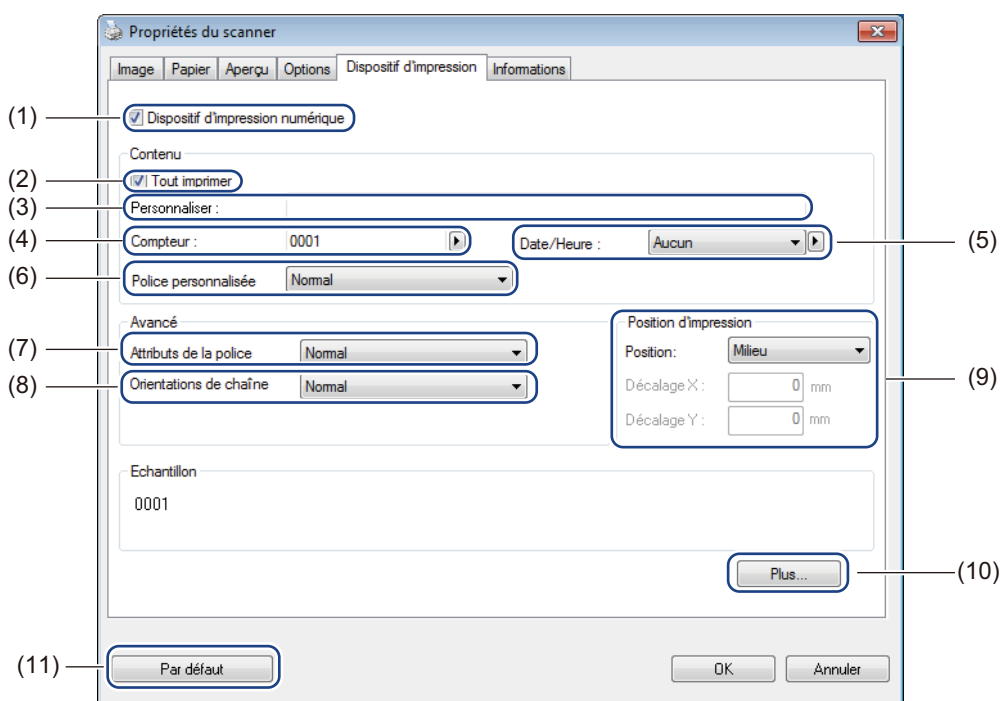 Propriétés du scanner
Image Papier Aperçu Options Dispositif d'impression Informations
(1) Dispositif d'impression numérique
Contenu
(2) Tout imprimer
(3) Personnaliser :
(4) Compteur : 0001 Date/Heure : Aucun (5)
(6) Police personnalisée Normal
Avancé Position d'impression
(7) Attributs de la police Normal Position: Milieu
(8) Orientations de chaîne Normal Décalage X : 0 mm (9)
Décalage Y : 0 mm
Echantillon
0001
Plus... (10)
(11) Par défaut OK Annuler